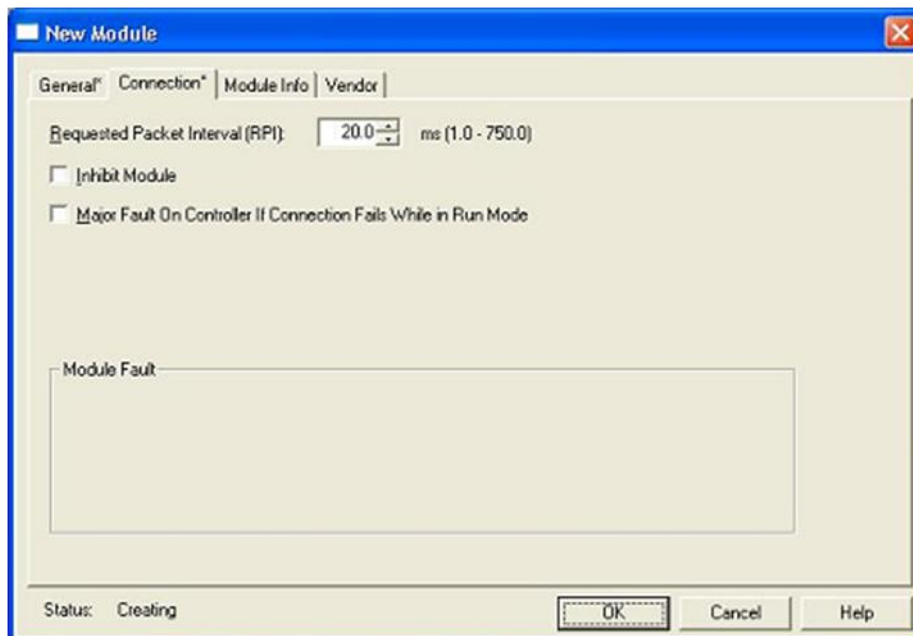 New Module
General* Connection* Module Info Vendor
Requested Packet Interval (RPI): 20.0 ms (1.0 - 750.0)
Inhibit Module
Major Fault On Controller If Connection Fails While in Run Mode
Module Fault
Status: Creating OK Cancel Help